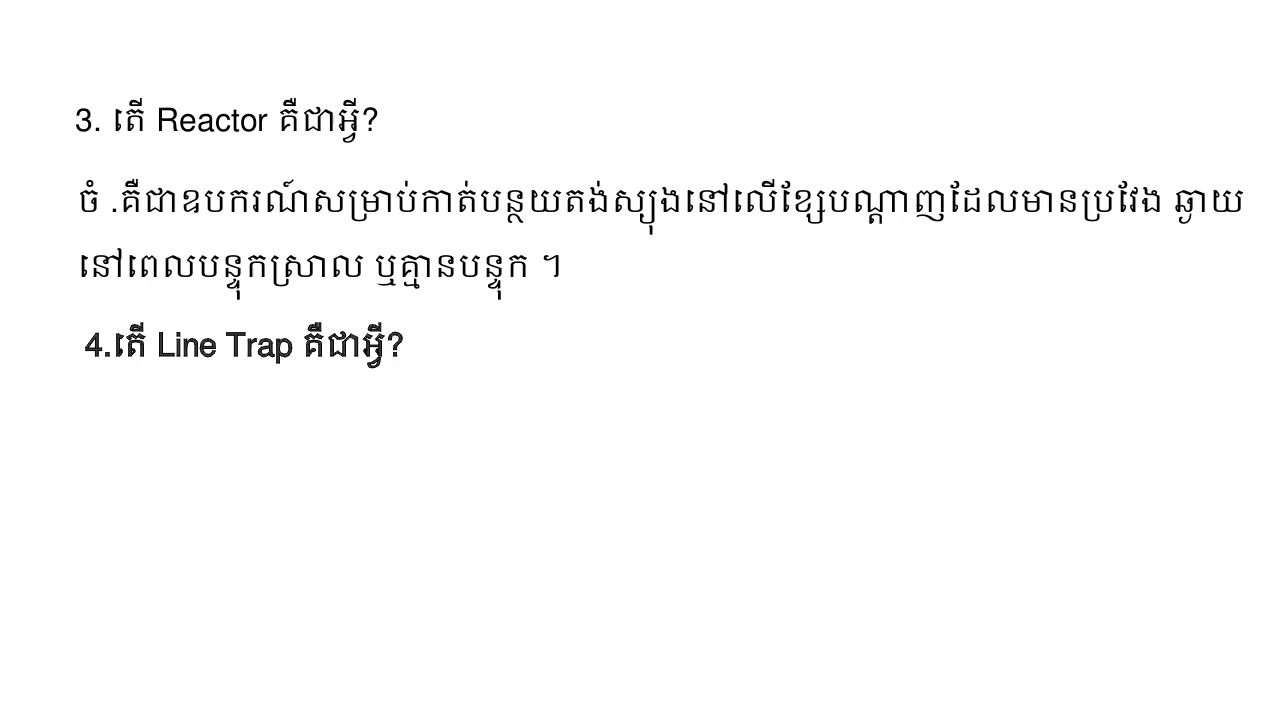 3. តើ Reactor គឺជាអ្វី?
ចំ .គឺជាឧបករណ៍សម្រាប់កាត់បន្ថយតង់ស្យុងនៅលើខ្សែបណ្តាញដែលមានប្រវែង ឆ្ងាយ
នៅពេលបន្ទុកស្រាល ឬគ្មានបន្ទុក ។
4.តើ Line Trap គឺជាអ្វី?